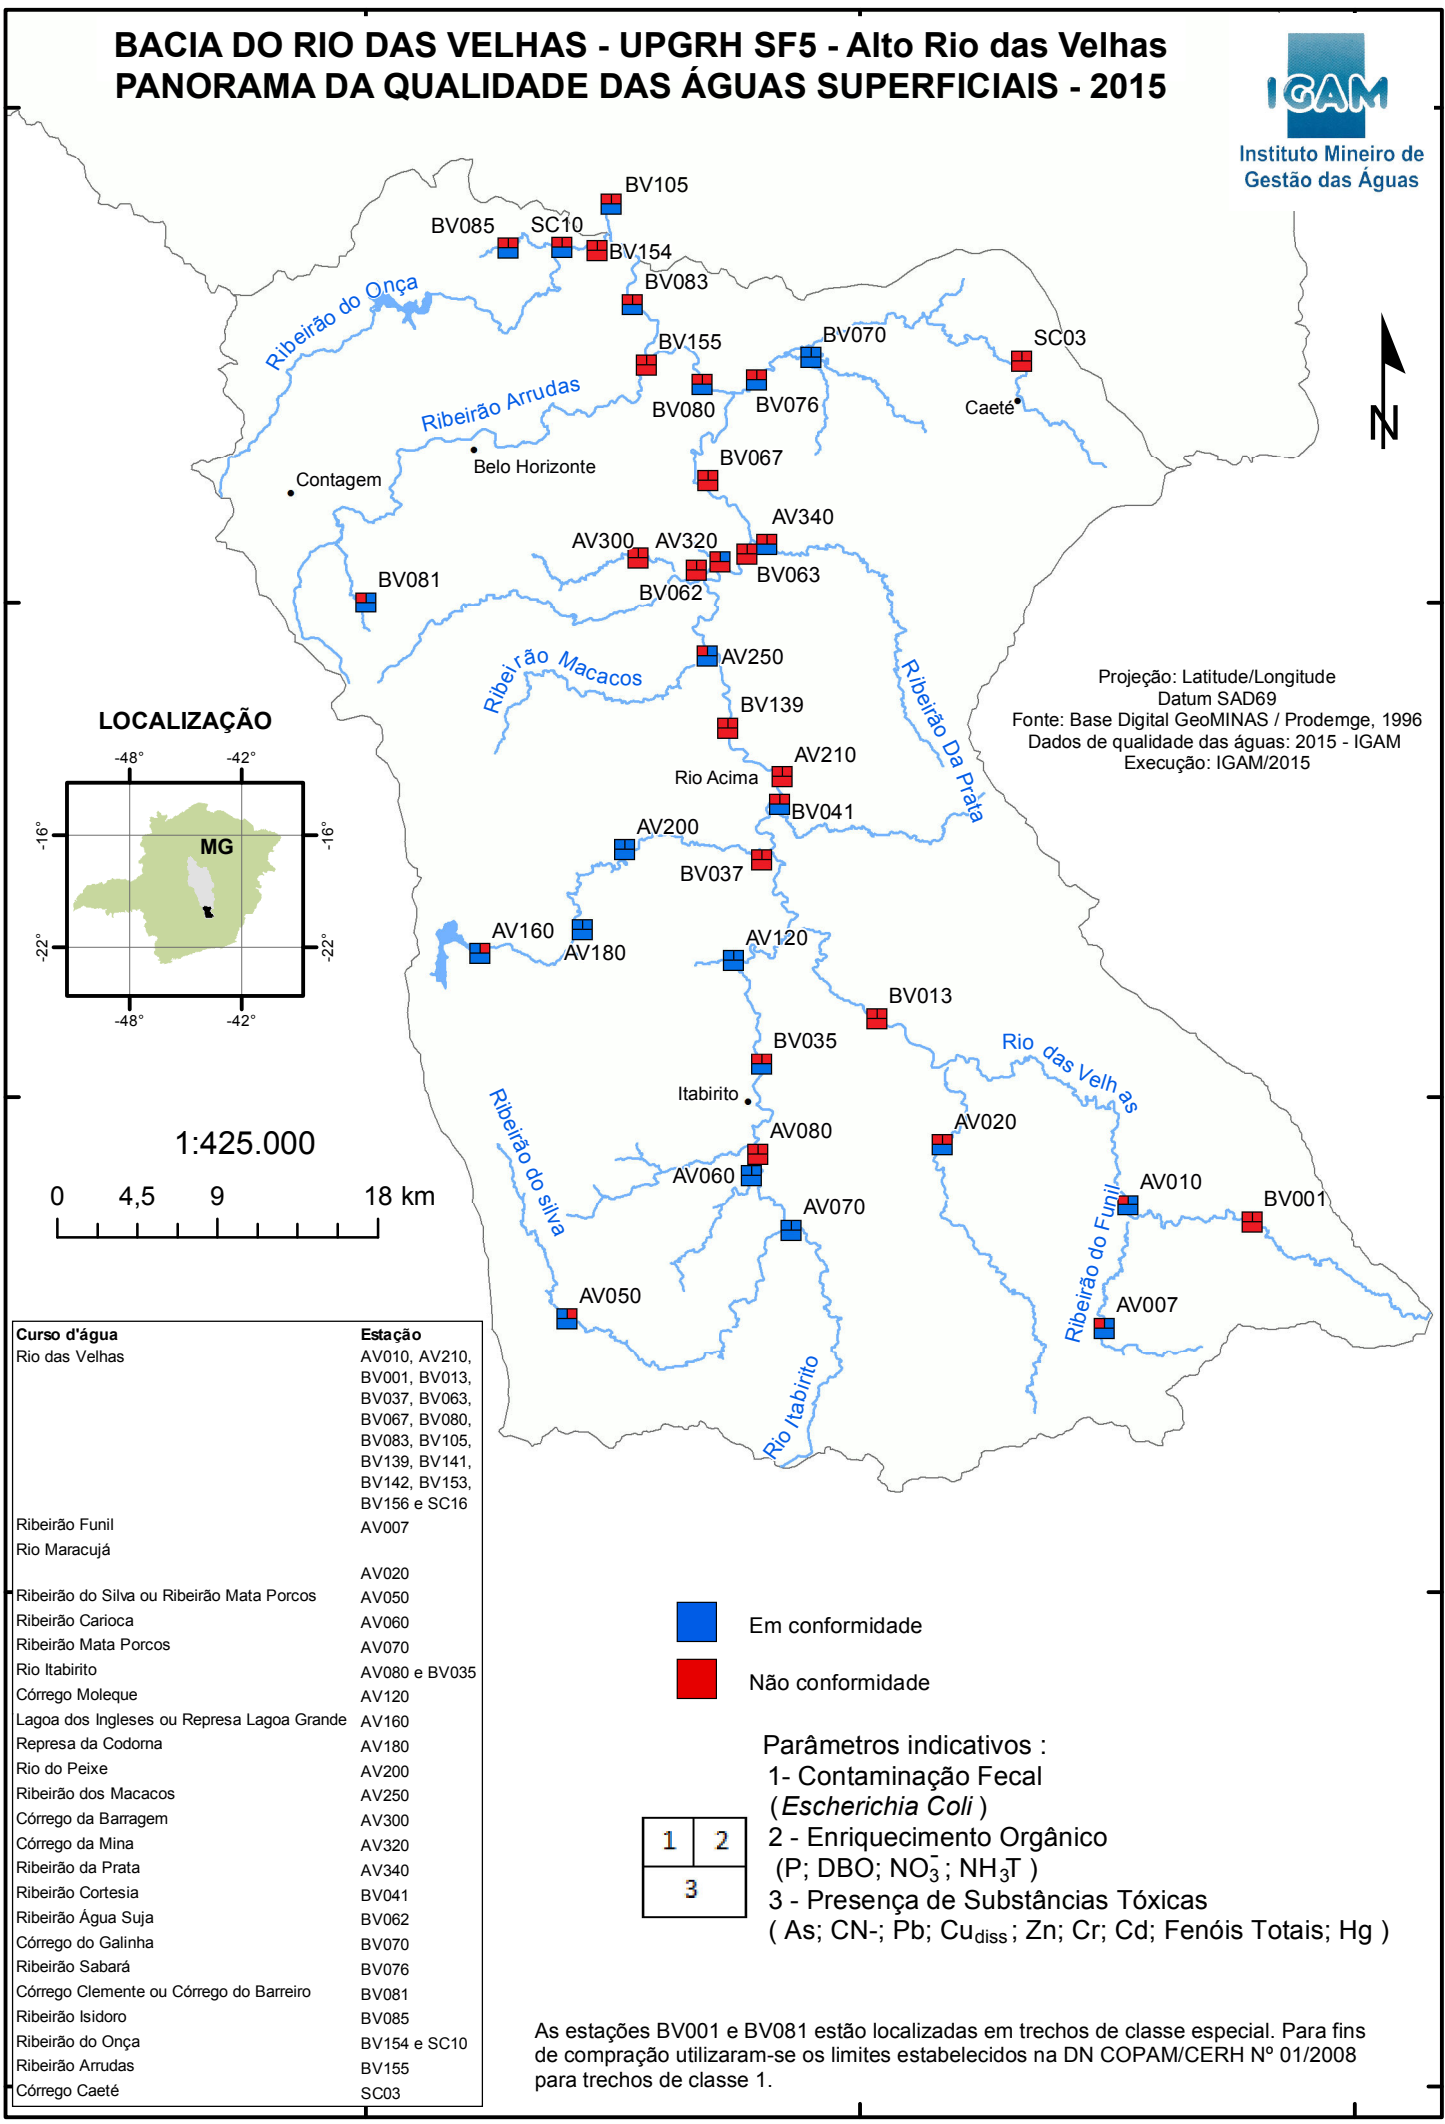 BACIA DO RIO DAS VELHAS - UPGRH SF5 - Alto Rio das Velhas
PANORAMA DA QUALIDADE DAS ÁGUAS SUPERFICIAIS - 2015
IGAM
Instituto Mineiro de
Gestão das Águas
BV105
BV085
SC10
BV154
BV083
Ribeirão do Onça
BV155
BV070
SC03
BV080
BV076
Ribeirão Arrudas
Caeté
N
Belo Horizonte
Contagem
BV067
AV340
AV300
AV320
BV063
BV062
BV081
Ribeirão Macacos
AV250
Ribeirão Da Prata
BV139
AV210
Rio Acima
BV041
AV200
BV037
AV160
AV180
AV120
BV013
BV035
Rio das Velh as
Itabirito
Ribeirão do silva
AV080
AV020
AV060
AV070
AV010
BV001
Ribeirão do Funil
AV050
AV007
Rio Itabirito
Projeção: Latitude/Longitude
Datum SAD69
Fonte: Base Digital GeoMINAS / Prodemge, 1996
Dados de qualidade das águas: 2015 - IGAM
Execução: IGAM/2015
LOCALIZAÇÃO
-48° -42°
-16° MG -16°
-22° -22°
-48° -42°
1:425.000
0 4,5 9 18 km
Curso d'água Estação
Rio das Velhas AV010, AV210,
BV001, BV013,
BV037, BV063,
BV067, BV080,
BV083, BV105,
BV139, BV141,
BV142, BV153,
BV156 e SC16
Ribeirão Funil AV007
Rio Maracujá
AV020
Ribeirão do Silva ou Ribeirão Mata Porcos AV050
Ribeirão Carioca AV060
Ribeirão Mata Porcos AV070
Rio Itabirito AV080 e BV035
Córrego Moleque AV120
Lagoa dos Ingleses ou Represa Lagoa Grande AV160
Represa da Codorna AV180
Rio do Peixe AV200
Ribeirão dos Macacos AV250
Córrego da Barragem AV300
Córrego da Mina AV320
Ribeirão da Prata AV340
Ribeirão Cortesia BV041
Ribeirão Água Suja BV062
Córrego do Galinha BV070
Ribeirão Sabará BV076
Córrego Clemente ou Córrego do Barreiro BV081
Ribeirão Isidoro BV085
Ribeirão do Onça BV154 e SC10
Ribeirão Arrudas BV155
Córrego Caeté SC03
Em conformidade
Não conformidade
Parâmetros indicativos :
1- Contaminação Fecal
(Escherichia Coli )
2 - Enriquecimento Orgânico
(P; DBO; NO₃⁻; NH₃T )
3 - Presença de Substâncias Tóxicas
( As; CN-; Pb; Cudiss; Zn; Cr; Cd; Fenóis Totais; Hg )
1 2
3
As estações BV001 e BV081 estão localizadas em trechos de classe especial. Para fins
de compração utilizaram-se os limites estabelecidos na DN COPAM/CERH Nº 01/2008
para trechos de classe 1.